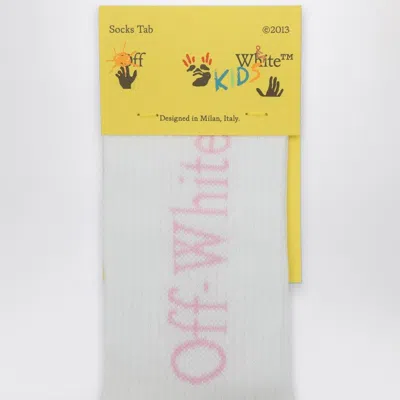 Socks Tab ©2013
Off White™
KIDS
"Designed in Milan, Italy."
Off-White